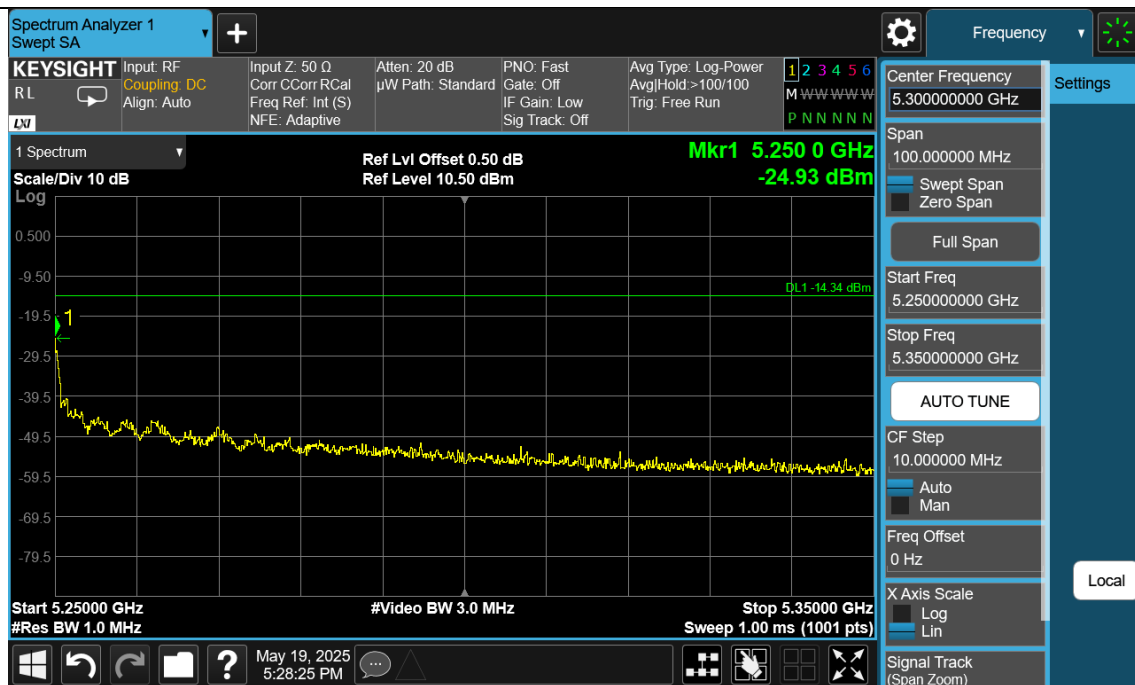 Spectrum Analyzer 1
Swept SA
+
Frequency
KEYSIGHT
RL
LXI
Input: RF
Coupling: DC
Align: Auto
Input Z: 50 Ω
Corr CCorr RCal
Freq Ref: Int (S)
NFE: Adaptive
Atten: 20 dB
µW Path: Standard
PNO: Fast
Gate: Off
IF Gain: Low
Sig Track: Off
Avg Type: Log-Power
Avg|Hold:>100/100
Trig: Free Run
1 2 3 4 5 6
M W W W W W
P N N N N N
1 Spectrum
Scale/Div 10 dB
Log
Ref Lvl Offset 0.50 dB
Ref Level 10.50 dBm
Mkr1 5.250 0 GHz
-24.93 dBm
0.500
-9.50
DL1 -14.34 dBm
-19.5
1
-29.5
-39.5
-49.5
-59.5
-69.5
-79.5
Start 5.25000 GHz
#Video BW 3.0 MHz
Stop 5.35000 GHz
#Res BW 1.0 MHz
Sweep 1.00 ms (1001 pts)
?
May 19, 2025
5:28:25 PM
Center Frequency
5.300000000 GHz
Span
100.000000 MHz
Swept Span
Zero Span
Full Span
Start Freq
5.250000000 GHz
Stop Freq
5.350000000 GHz
AUTO TUNE
CF Step
10.000000 MHz
Auto
Man
Freq Offset
0 Hz
X Axis Scale
Log
Lin
Signal Track
(Span Zoom)
Settings
Local